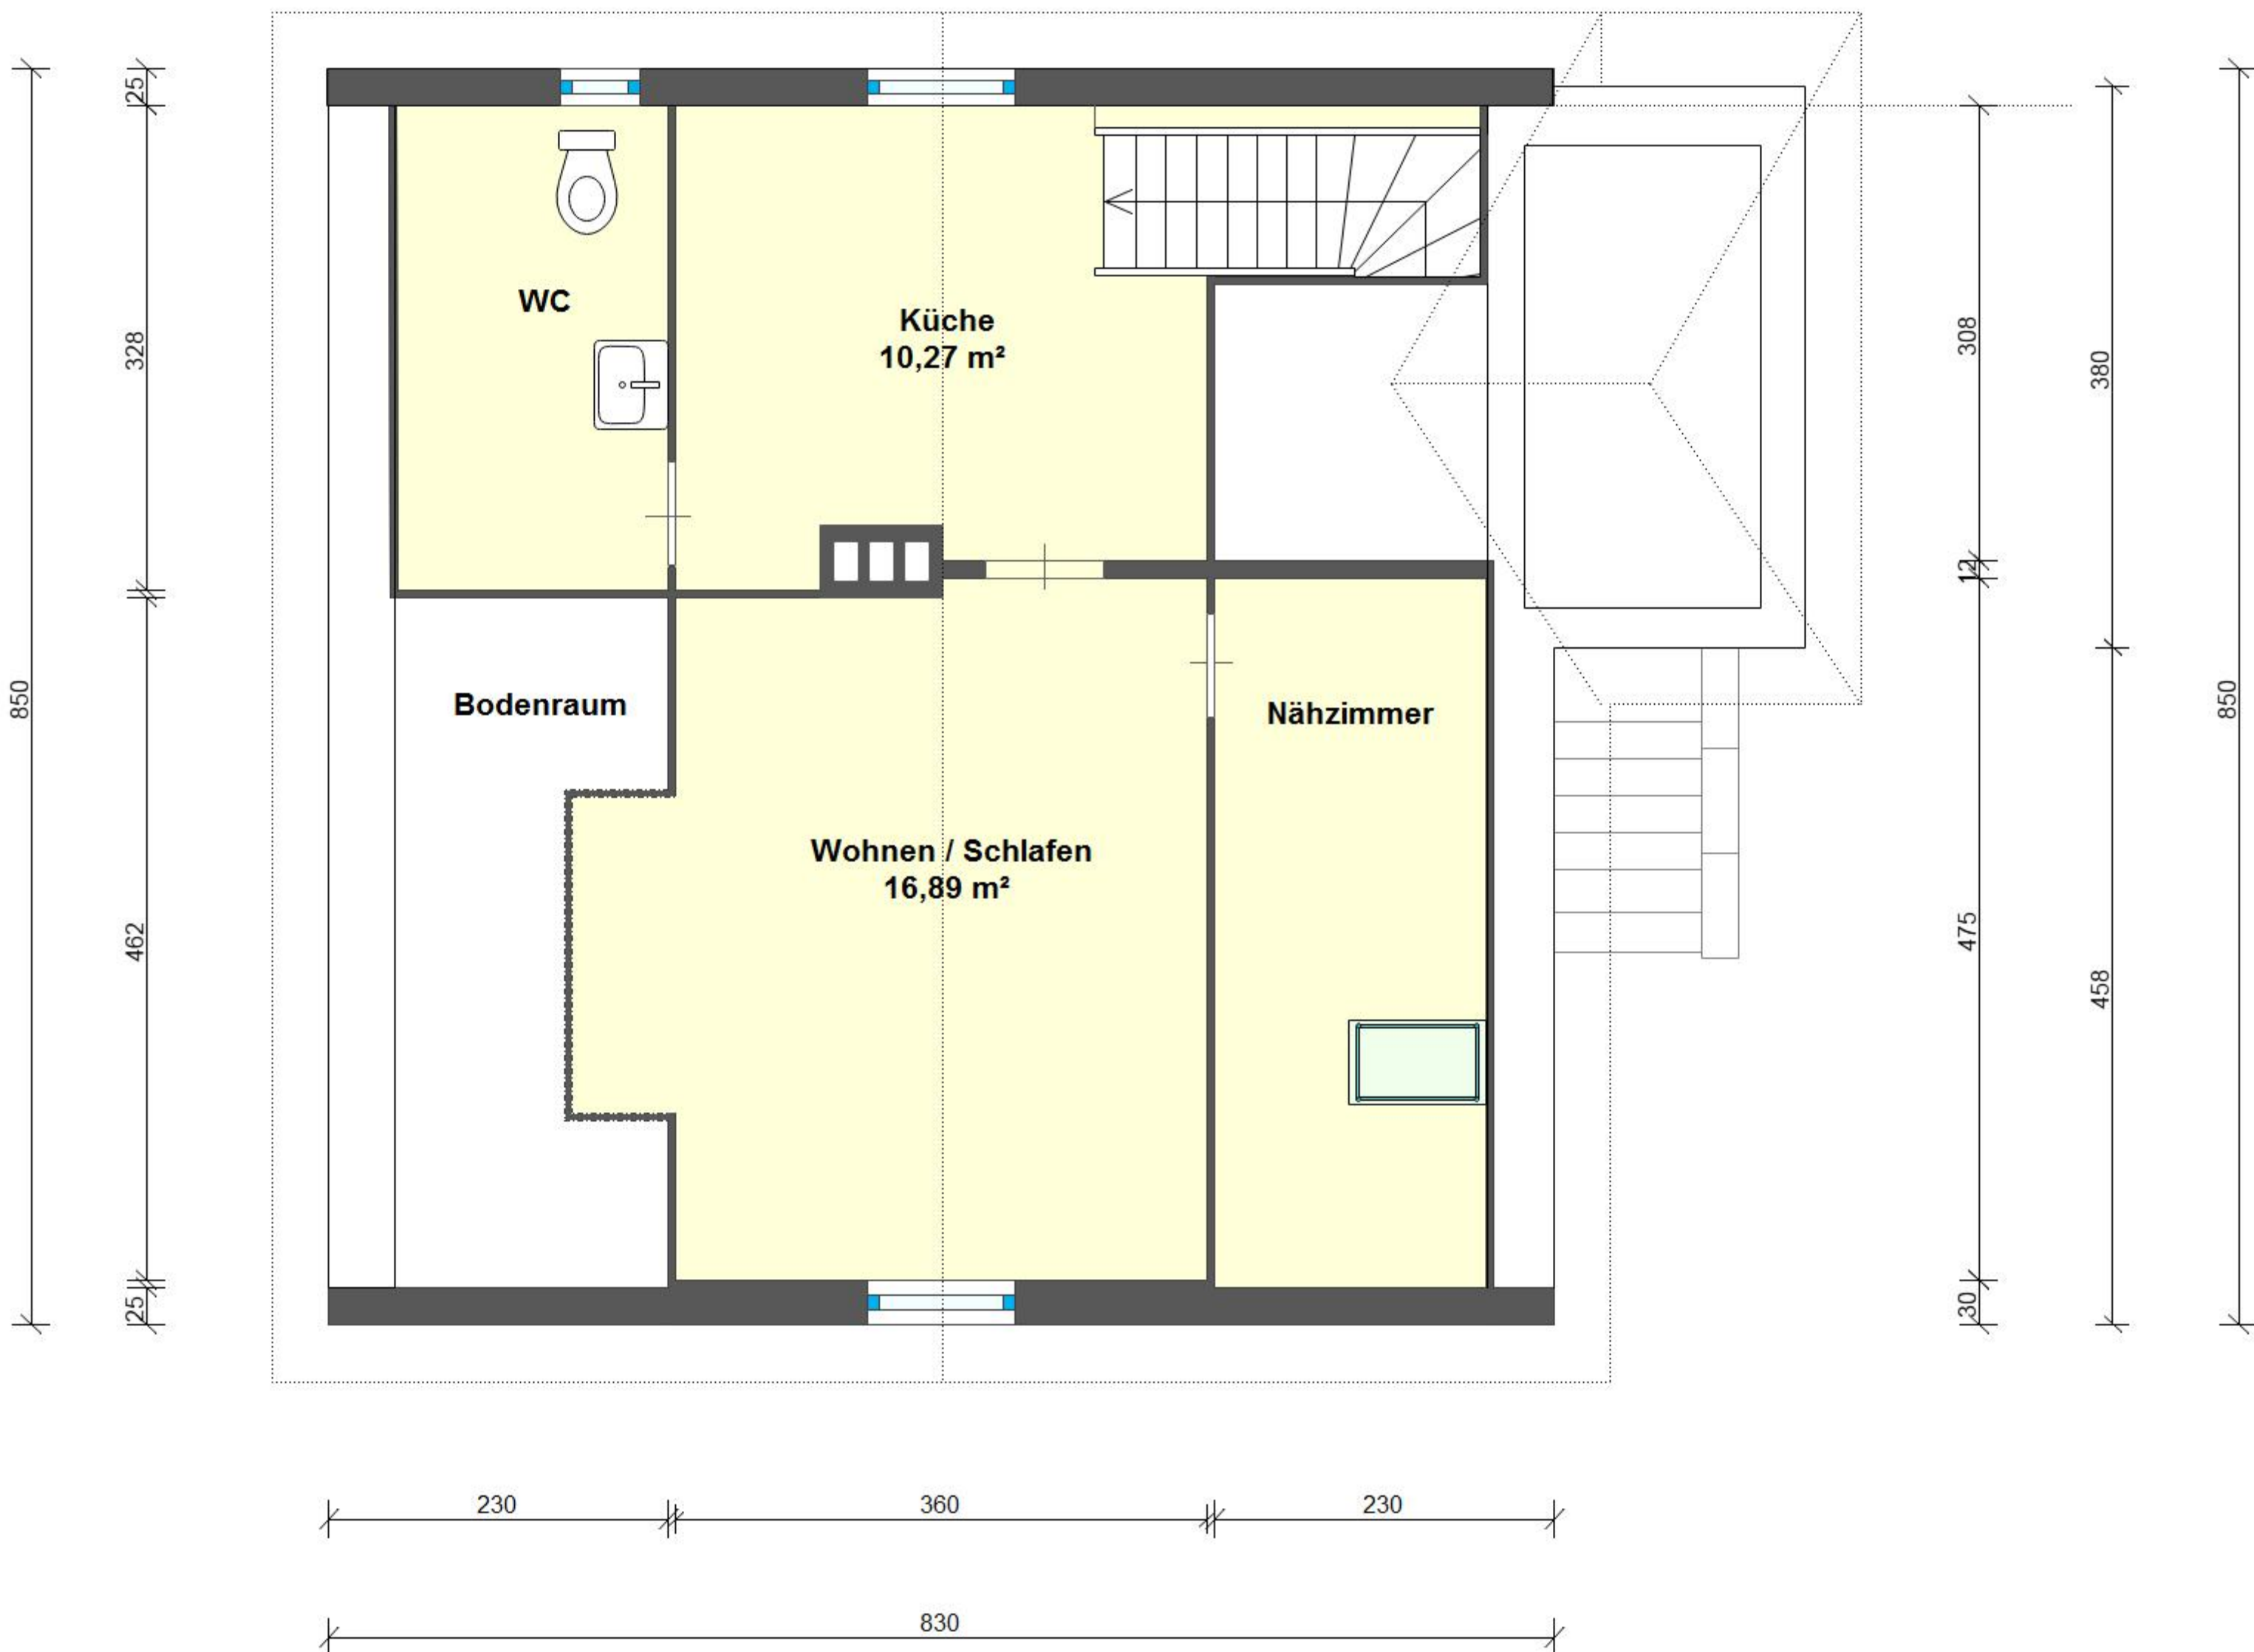 25
328
850
462
25
WC
Küche
10,27 m²
Bodenraum
Nähzimmer
Wohnen / Schlafen
16,89 m²
308
380
12
850
475
458
30
230
360
230
830